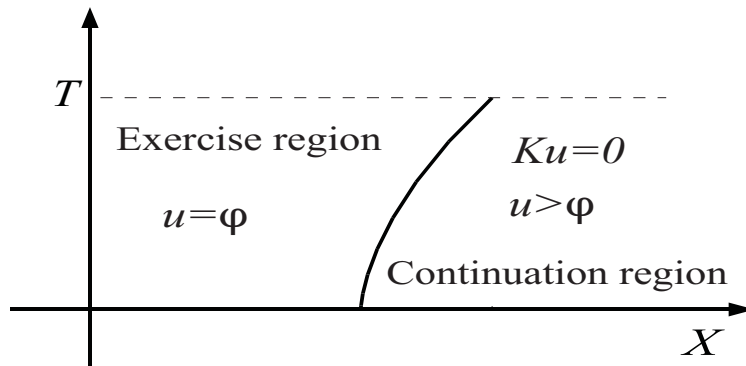 T
Exercise region
Ku=0
u=φ
u>φ
Continuation region
X